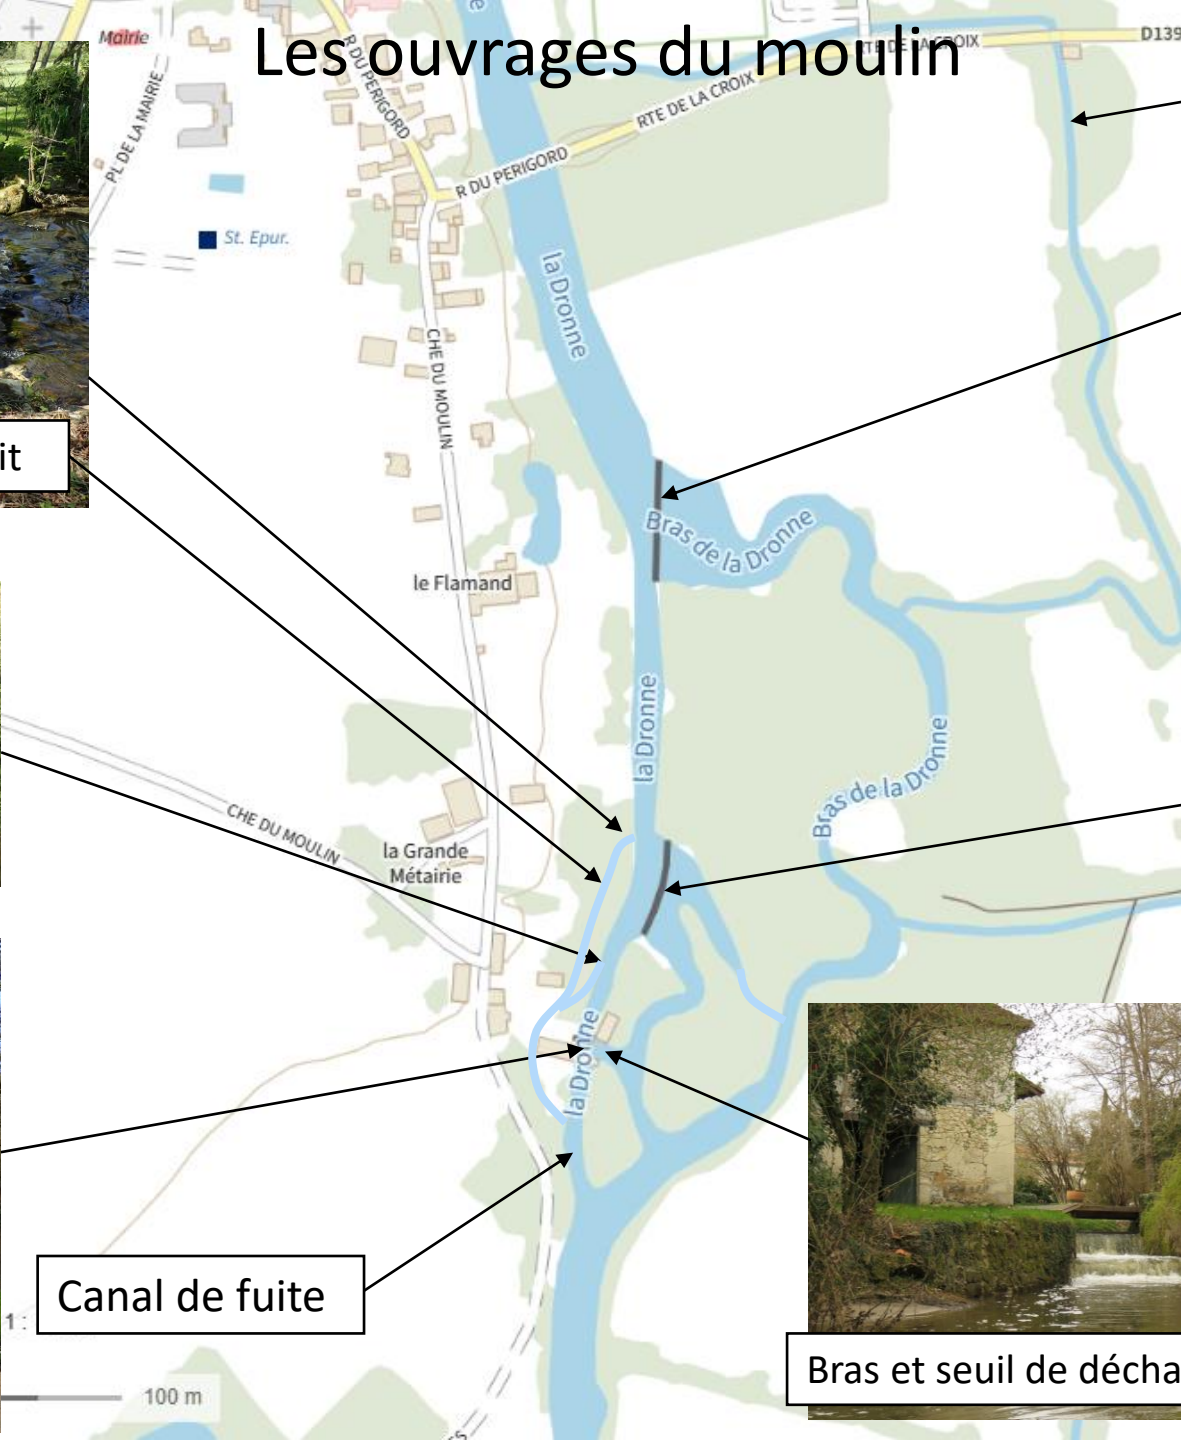 Les ouvrages du moulin
Mairie
R DU PERIGORD
RTE DE LA CROIX
D139
PL DE LA MAIRIE
RTE DE LA CROIX
R DU PERIGORD
St. Epur.
la Dronne
CHE DU MOULIN
it
Bras de la Dronne
le Flamand
la Dronne
Bras de la Dronne
CHE DU MOULIN
la Grande
Métairie
la Dronne
Canal de fuite
1 :
Bras et seuil de décha
100 m